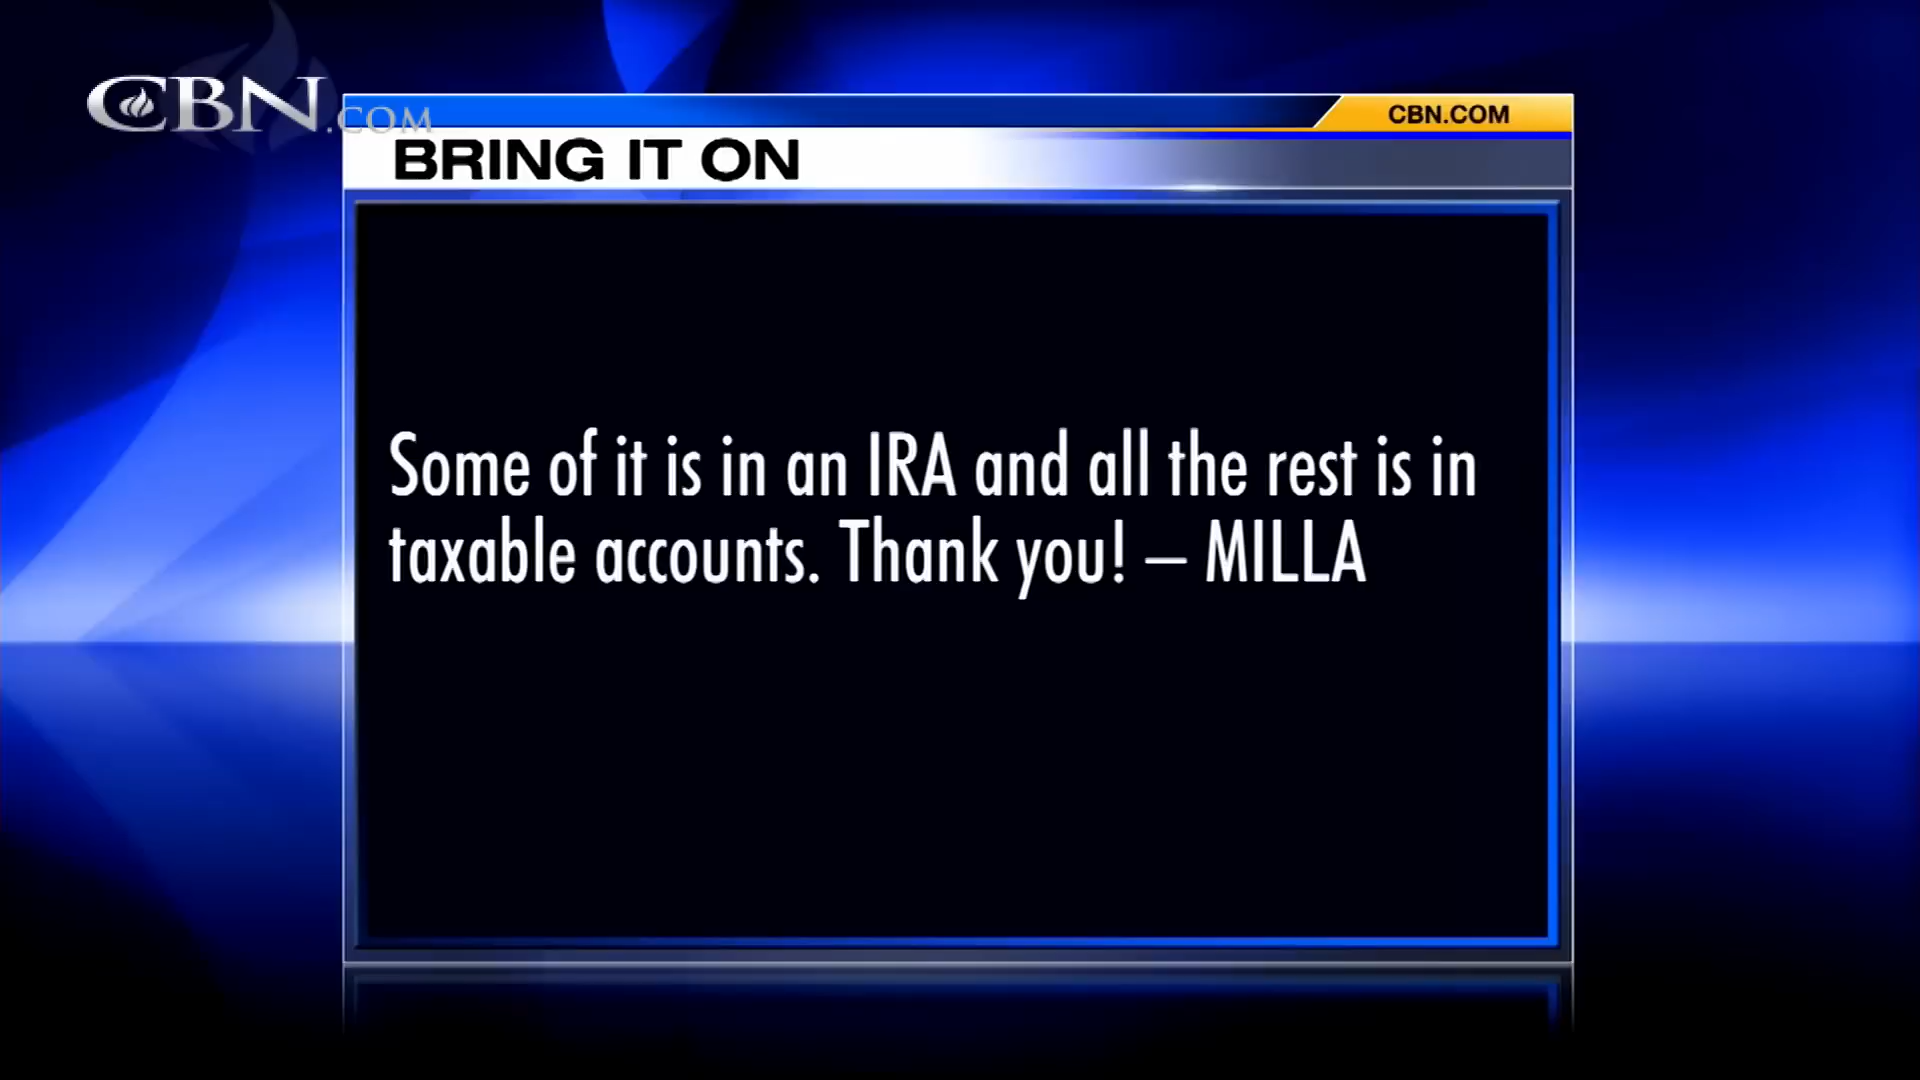 CBN.COM
CBN.COM
BRING IT ON
Some of it is in an IRA and all the rest is in
taxable accounts. Thank you! – MILLA